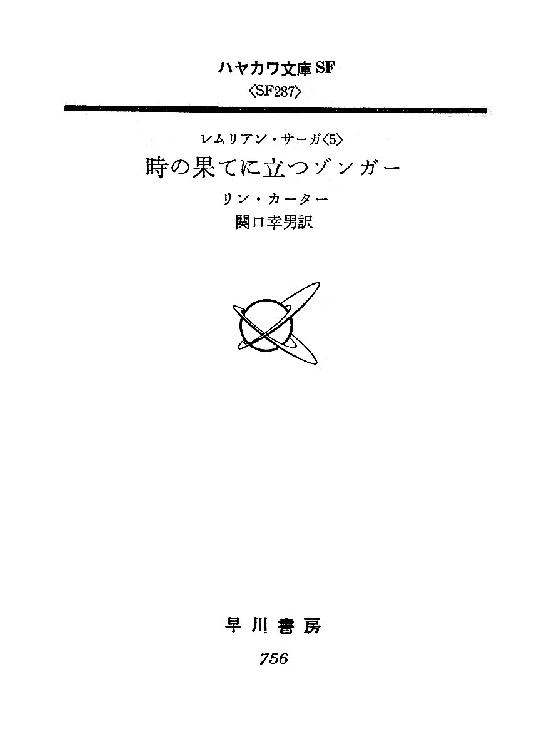 ハヤカワ文庫SF
〈SF287〉
レムリアン・サーガ〈5〉
時の果てに立つゾンガー
リン・カーター
関口幸男訳
早川書房
756